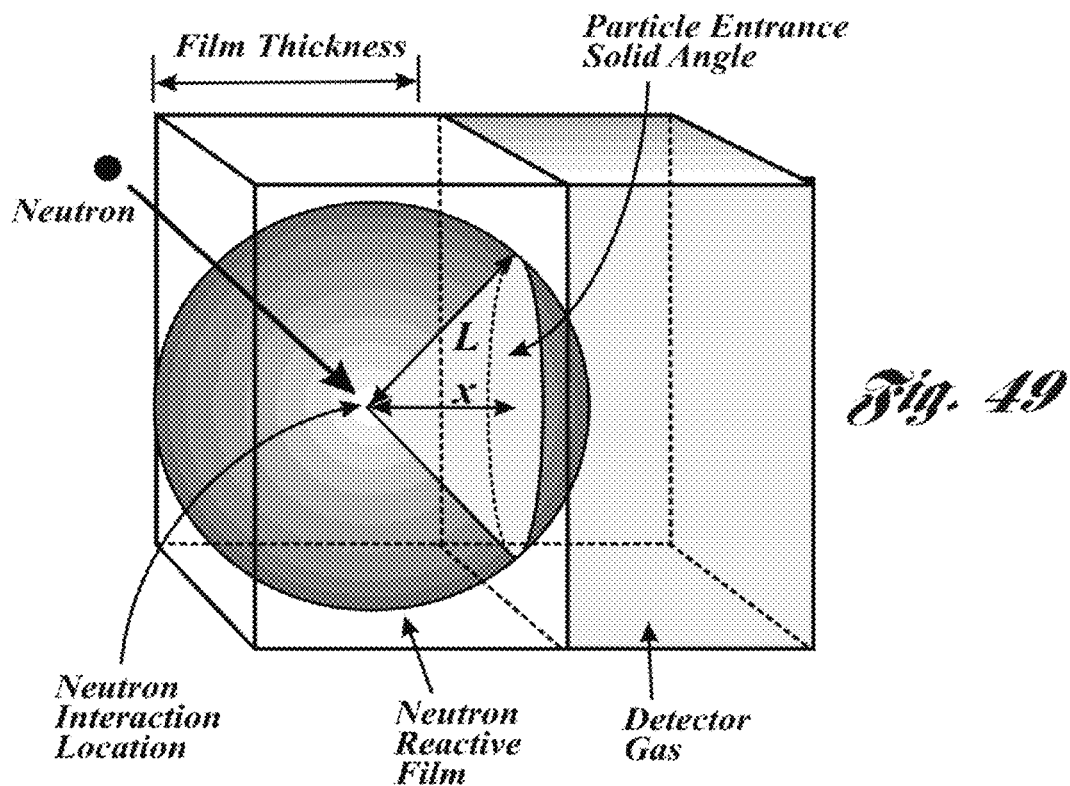 Film Thickness
Particle Entrance
Solid Angle
Neutron
L
x
Fig. 49
Neutron
Interaction
Location
Neutron
Reactive
Film
Detector
Gas